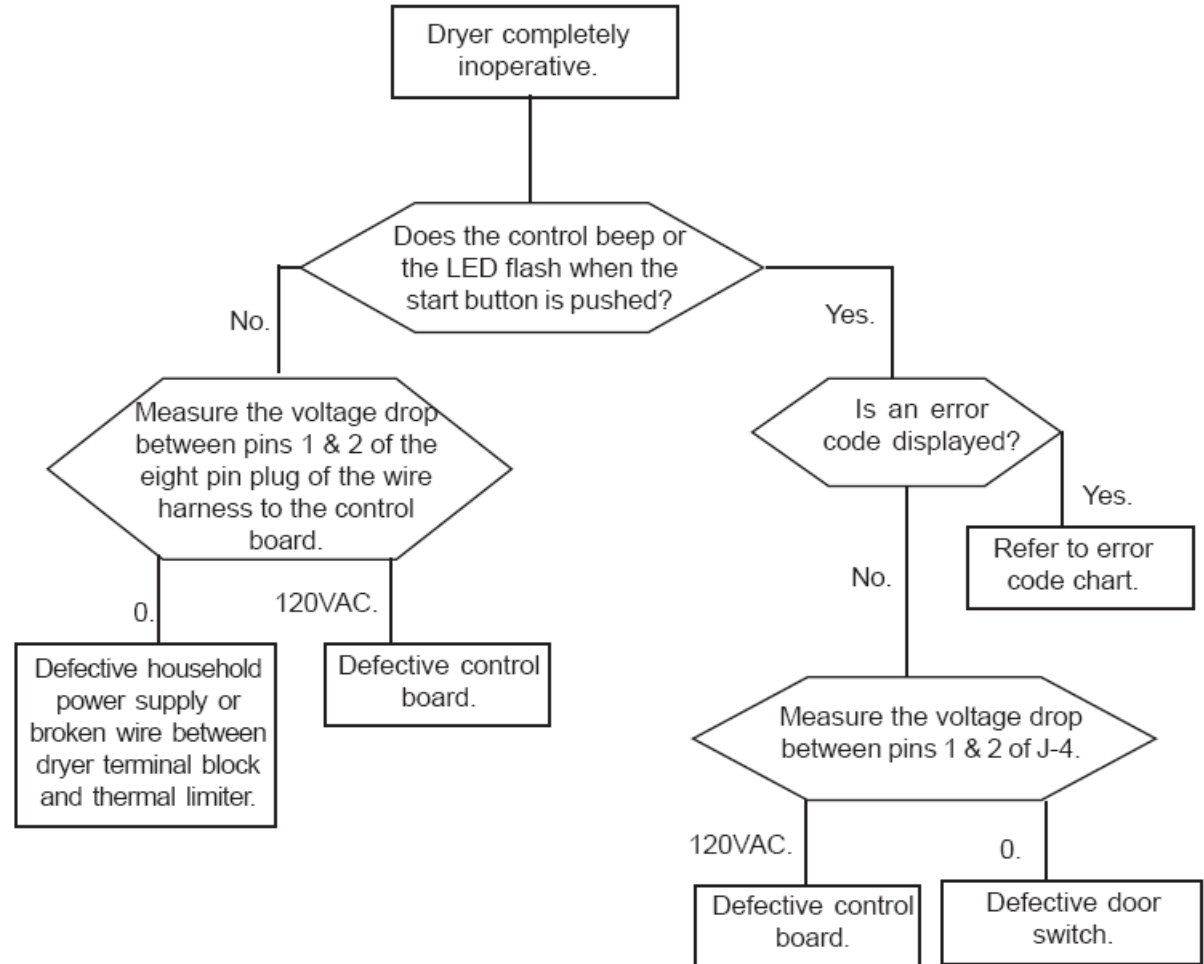 Dryer completely
inoperative.
Does the control beep or
the LED flash when the
start button is pushed?
No.
Yes.
Measure the voltage drop
between pins 1 & 2 of the
eight pin plug of the wire
harness to the control
board.
Is an error
code displayed?
Yes.
Refer to error
code chart.
No.
0.
120VAC.
Defective household
power supply or
broken wire between
dryer terminal block
and thermal limiter.
Defective control
board.
Measure the voltage drop
between pins 1 & 2 of J-4.
120VAC.
0.
Defective control
board.
Defective door
switch.